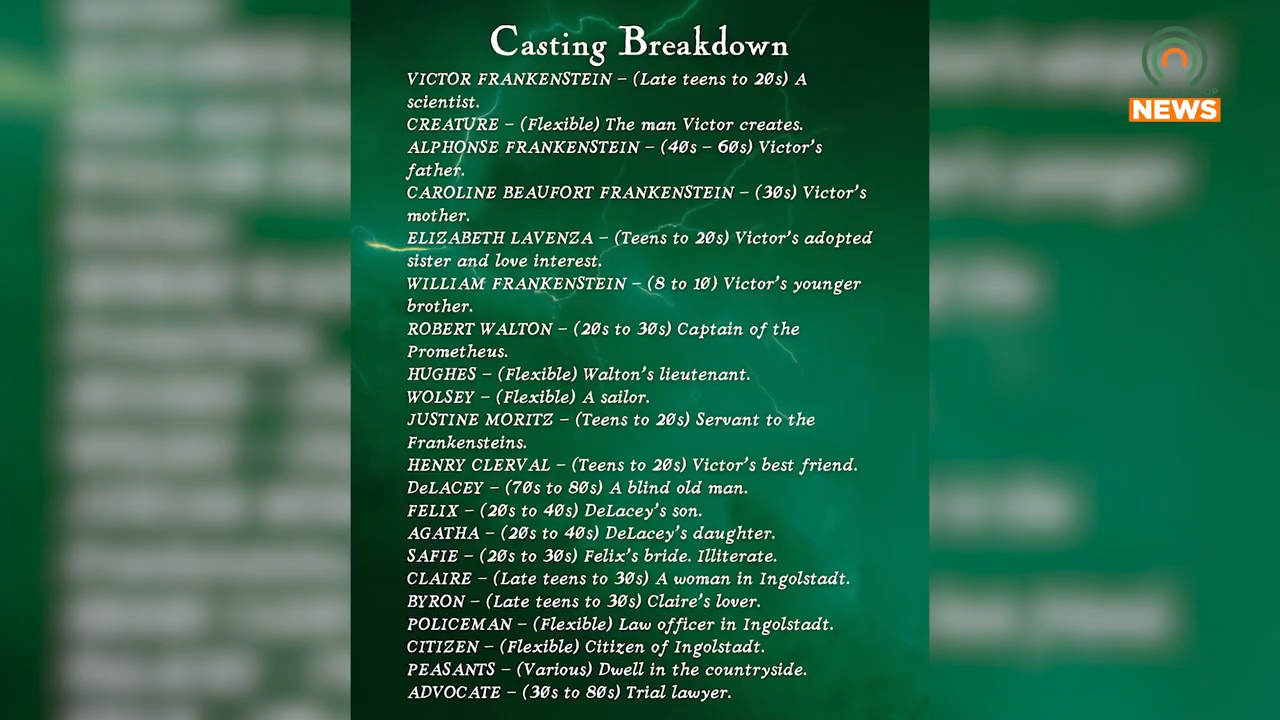 Casting Breakdown
VICTOR FRANKENSTEIN – (Late teens to 20s) A
scientist.
CREATURE – (Flexible) The man Victor creates.
ALPHONSE FRANKENSTEIN – (40s – 60s) Victor's
father.
CAROLINE BEAUFORT FRANKENSTEIN – (30s) Victor's
mother.
ELIZABETH LAVENZA – (Teens to 20s) Victor's adopted
sister and love interest.
WILLIAM FRANKENSTEIN – (8 to 10) Victor's younger
brother.
ROBERT WALTON – (20s to 30s) Captain of the
Prometheus.
HUGHES – (Flexible) Walton's lieutenant.
WOLSEY – (Flexible) A sailor.
JUSTINE MORITZ – (Teens to 20s) Servant to the
Frankensteins.
HENRY CLERVAL – (Teens to 20s) Victor's best friend.
DeLACEY – (70s to 80s) A blind old man.
FELIX – (20s to 40s) DeLacey's son.
AGATHA – (20s to 40s) DeLacey's daughter.
SAFIE – (20s to 30s) Felix's bride. Illiterate.
CLAIRE – (Late teens to 30s) A woman in Ingolstadt.
BYRON – (Late teens to 30s) Claire's lover.
POLICEMAN – (Flexible) Law officer in Ingolstadt.
CITIZEN – (Flexible) Citizen of Ingolstadt.
PEASANTS – (Various) Dwell in the countryside.
ADVOCATE – (30s to 80s) Trial lawyer.
NEWS